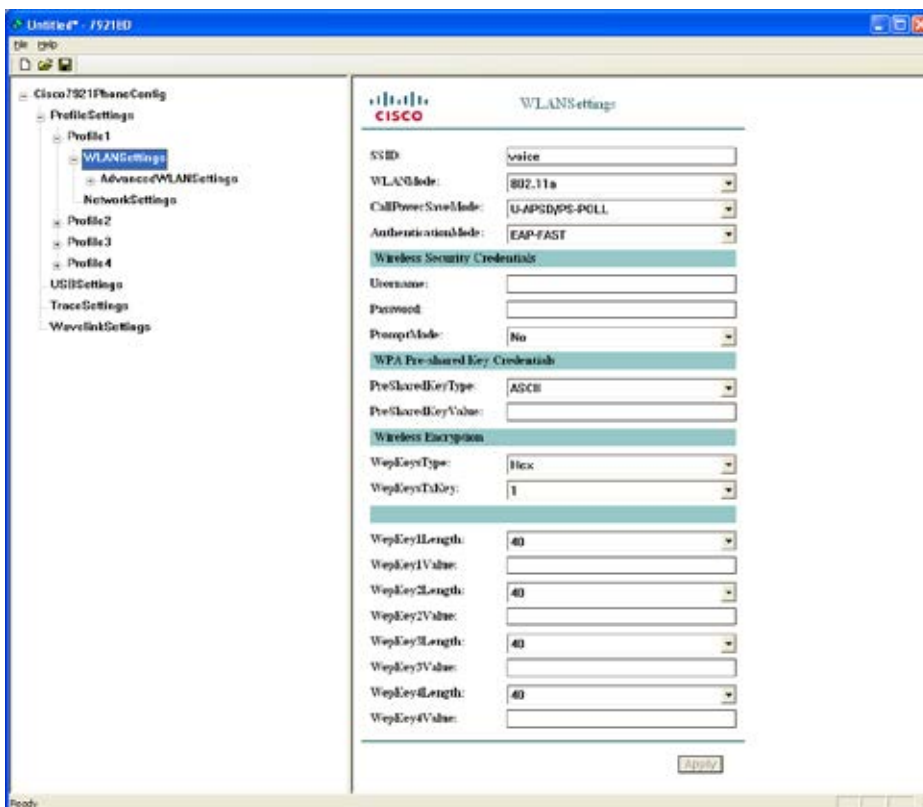 Untitled* - 7921BD
File Help
Cisco7921PhoneConfig
ProfileSettings
Profile1
WLANSettings
AdvancedWLANSettings
NetworkSettings
Profile2
Profile3
Profile4
USBSettings
TraceSettings
WavelinkSettings
CISCO
WLANSettings
SSID: voice
WLANMode: 802.11a
CallPowerSaveMode: U-APSD/PS-POLL
AuthenticationMode: EAP-FAST
Wireless Security Credentials
Username:
Password:
PromptMode: No
WPA Pre-shared Key Credentials
PreSharedKeyType: ASCII
PreSharedKeyValue:
Wireless Encryption
WepKeysType: Hex
WepKeysTxKey: 1
WepKey1Length: 40
WepKey1Value:
WepKey2Length: 40
WepKey2Value:
WepKey3Length: 40
WepKey3Value:
WepKey4Length: 40
WepKey4Value:
Apply
Ready